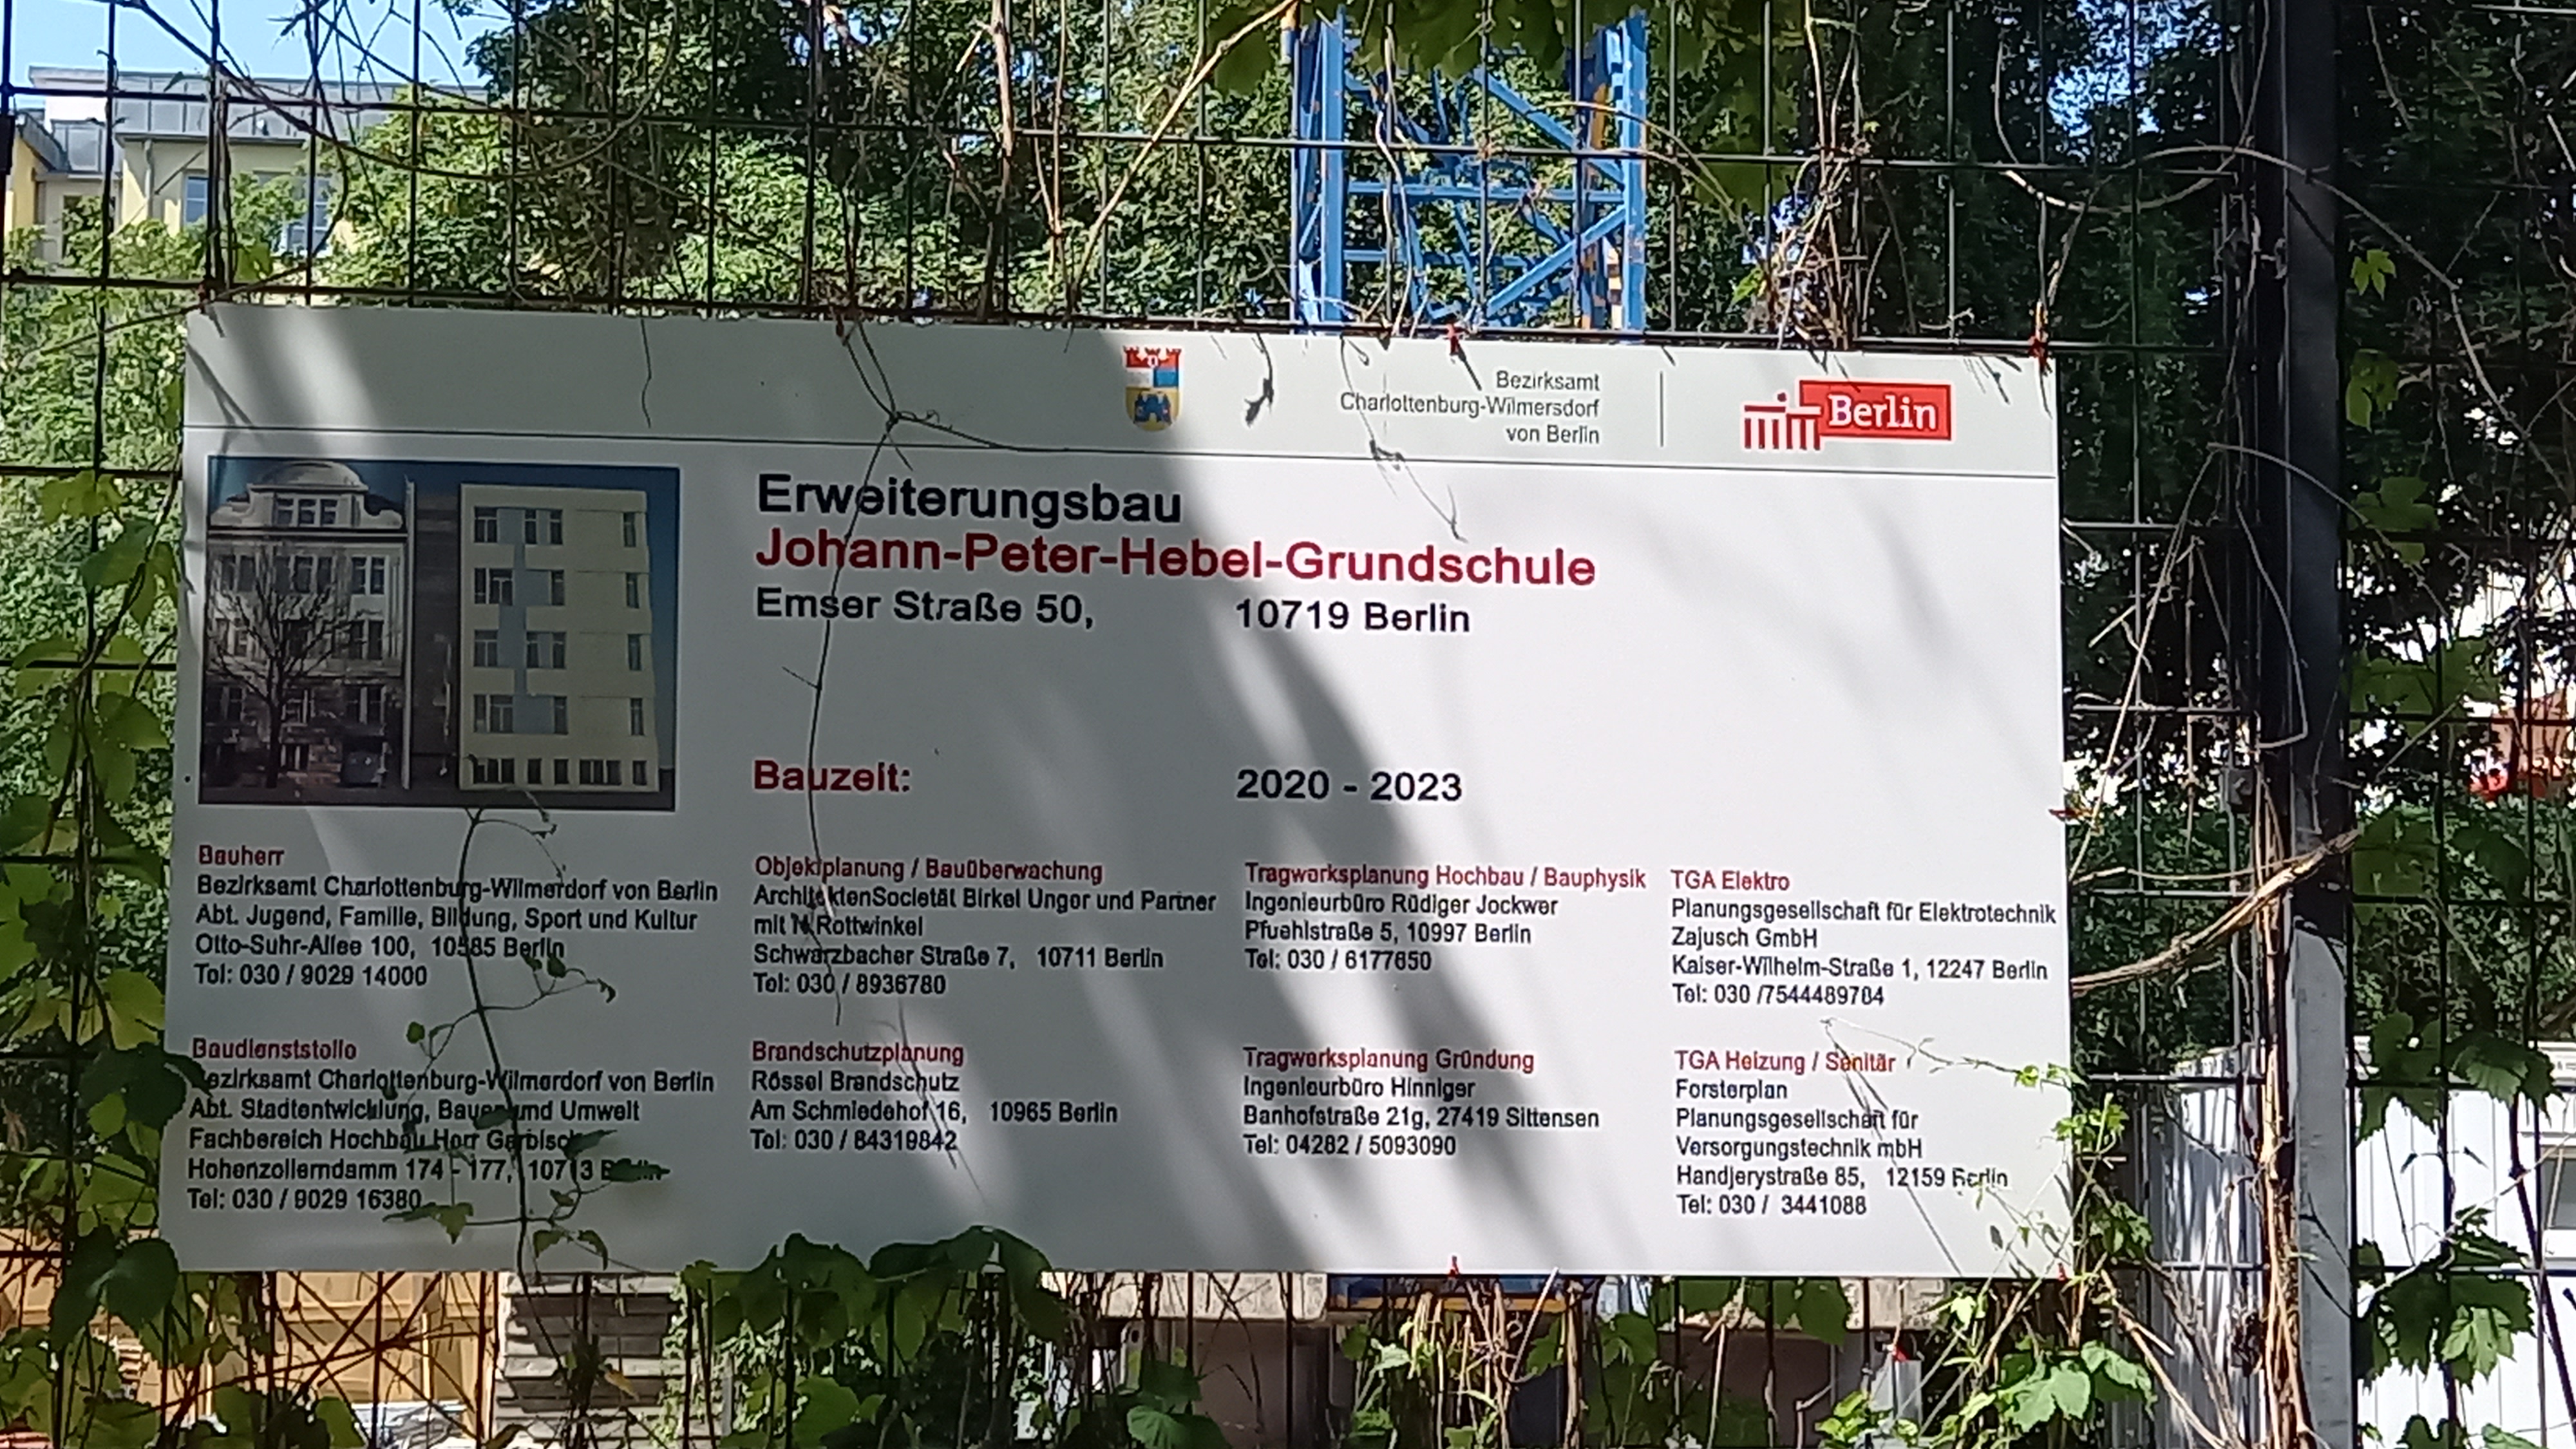 Bezirksamt
Charlottenburg-Wilmersdorf
von Berlin
Berlin
Erweiterungsbau
Johann-Peter-Hebel-Grundschule
Emser Straße 50, 10719 Berlin
Bauzeit: 2020 - 2023
Bauherr
Bezirksamt Charlottenburg-Wilmerdorf von Berlin
Abt. Jugend, Familie, Bildung, Sport und Kultur
Otto-Suhr-Allee 100, 10585 Berlin
Tel: 030 / 9029 14000
Objektplanung / Bauüberwachung
ArchitektenSocietät Birkel Unger und Partner
mit N Rottwinkel
Schwarzbacher Straße 7, 10711 Berlin
Tel: 030 / 8936780
Tragwerksplanung Hochbau / Bauphysik
Ingenieurbüro Rüdiger Jockwer
Pfuehlstraße 5, 10997 Berlin
Tel: 030 / 6177650
TGA Elektro
Planungsgesellschaft für Elektrotechnik
Zajusch GmbH
Kaiser-Wilhelm-Straße 1, 12247 Berlin
Tel: 030 /7544489784
Baudienststelle
Bezirksamt Charlottenburg-Wilmerdorf von Berlin
Abt. Stadtentwicklung, Bauen und Umwelt
Fachbereich Hochbau Herr
Hohenzollerndamm 174 - 177, 10713 Berlin
Tel: 030 / 9029 16380
Brandschutzplanung
Rössel Brandschutz
Am Schmiedehof 16, 10965 Berlin
Tel: 030 / 84319842
Tragwerksplanung Gründung
Ingenieurbüro Hinniger
Banhofstraße 21g, 27419 Sittensen
Tel: 04282 / 5093090
TGA Heizung / Sanitär
Forsterplan
Planungsgesellschaft für
Versorgungstechnik mbH
Handjerystraße 85, 12159 Berlin
Tel: 030 / 3441088